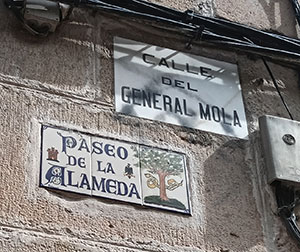 CALLE
DEL
GENERAL MOLA
PASEO
DE LA
ALAMEDA